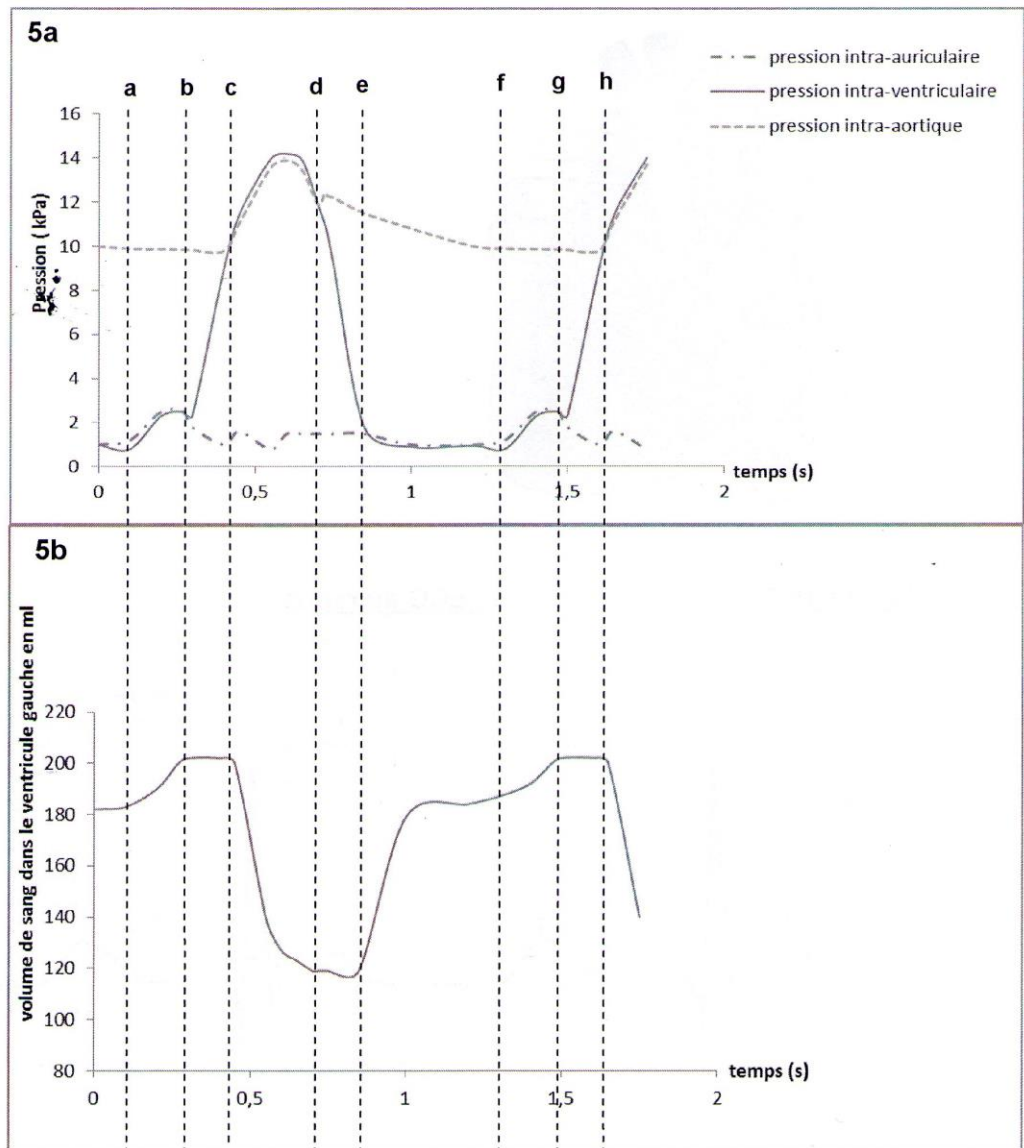 5a
pression intra-auriculaire
pression intra-ventriculaire
pression intra-aortique
a b c d e f g h
Pression ( kPa)
16
14
12
10
8
6
4
2
0
0 0,5 1 1,5 2
temps (s)
5b
volume de sang dans le ventricule gauche en ml
220
200
180
160
140
120
100
80
0 0,5 1 1,5 2
temps (s)